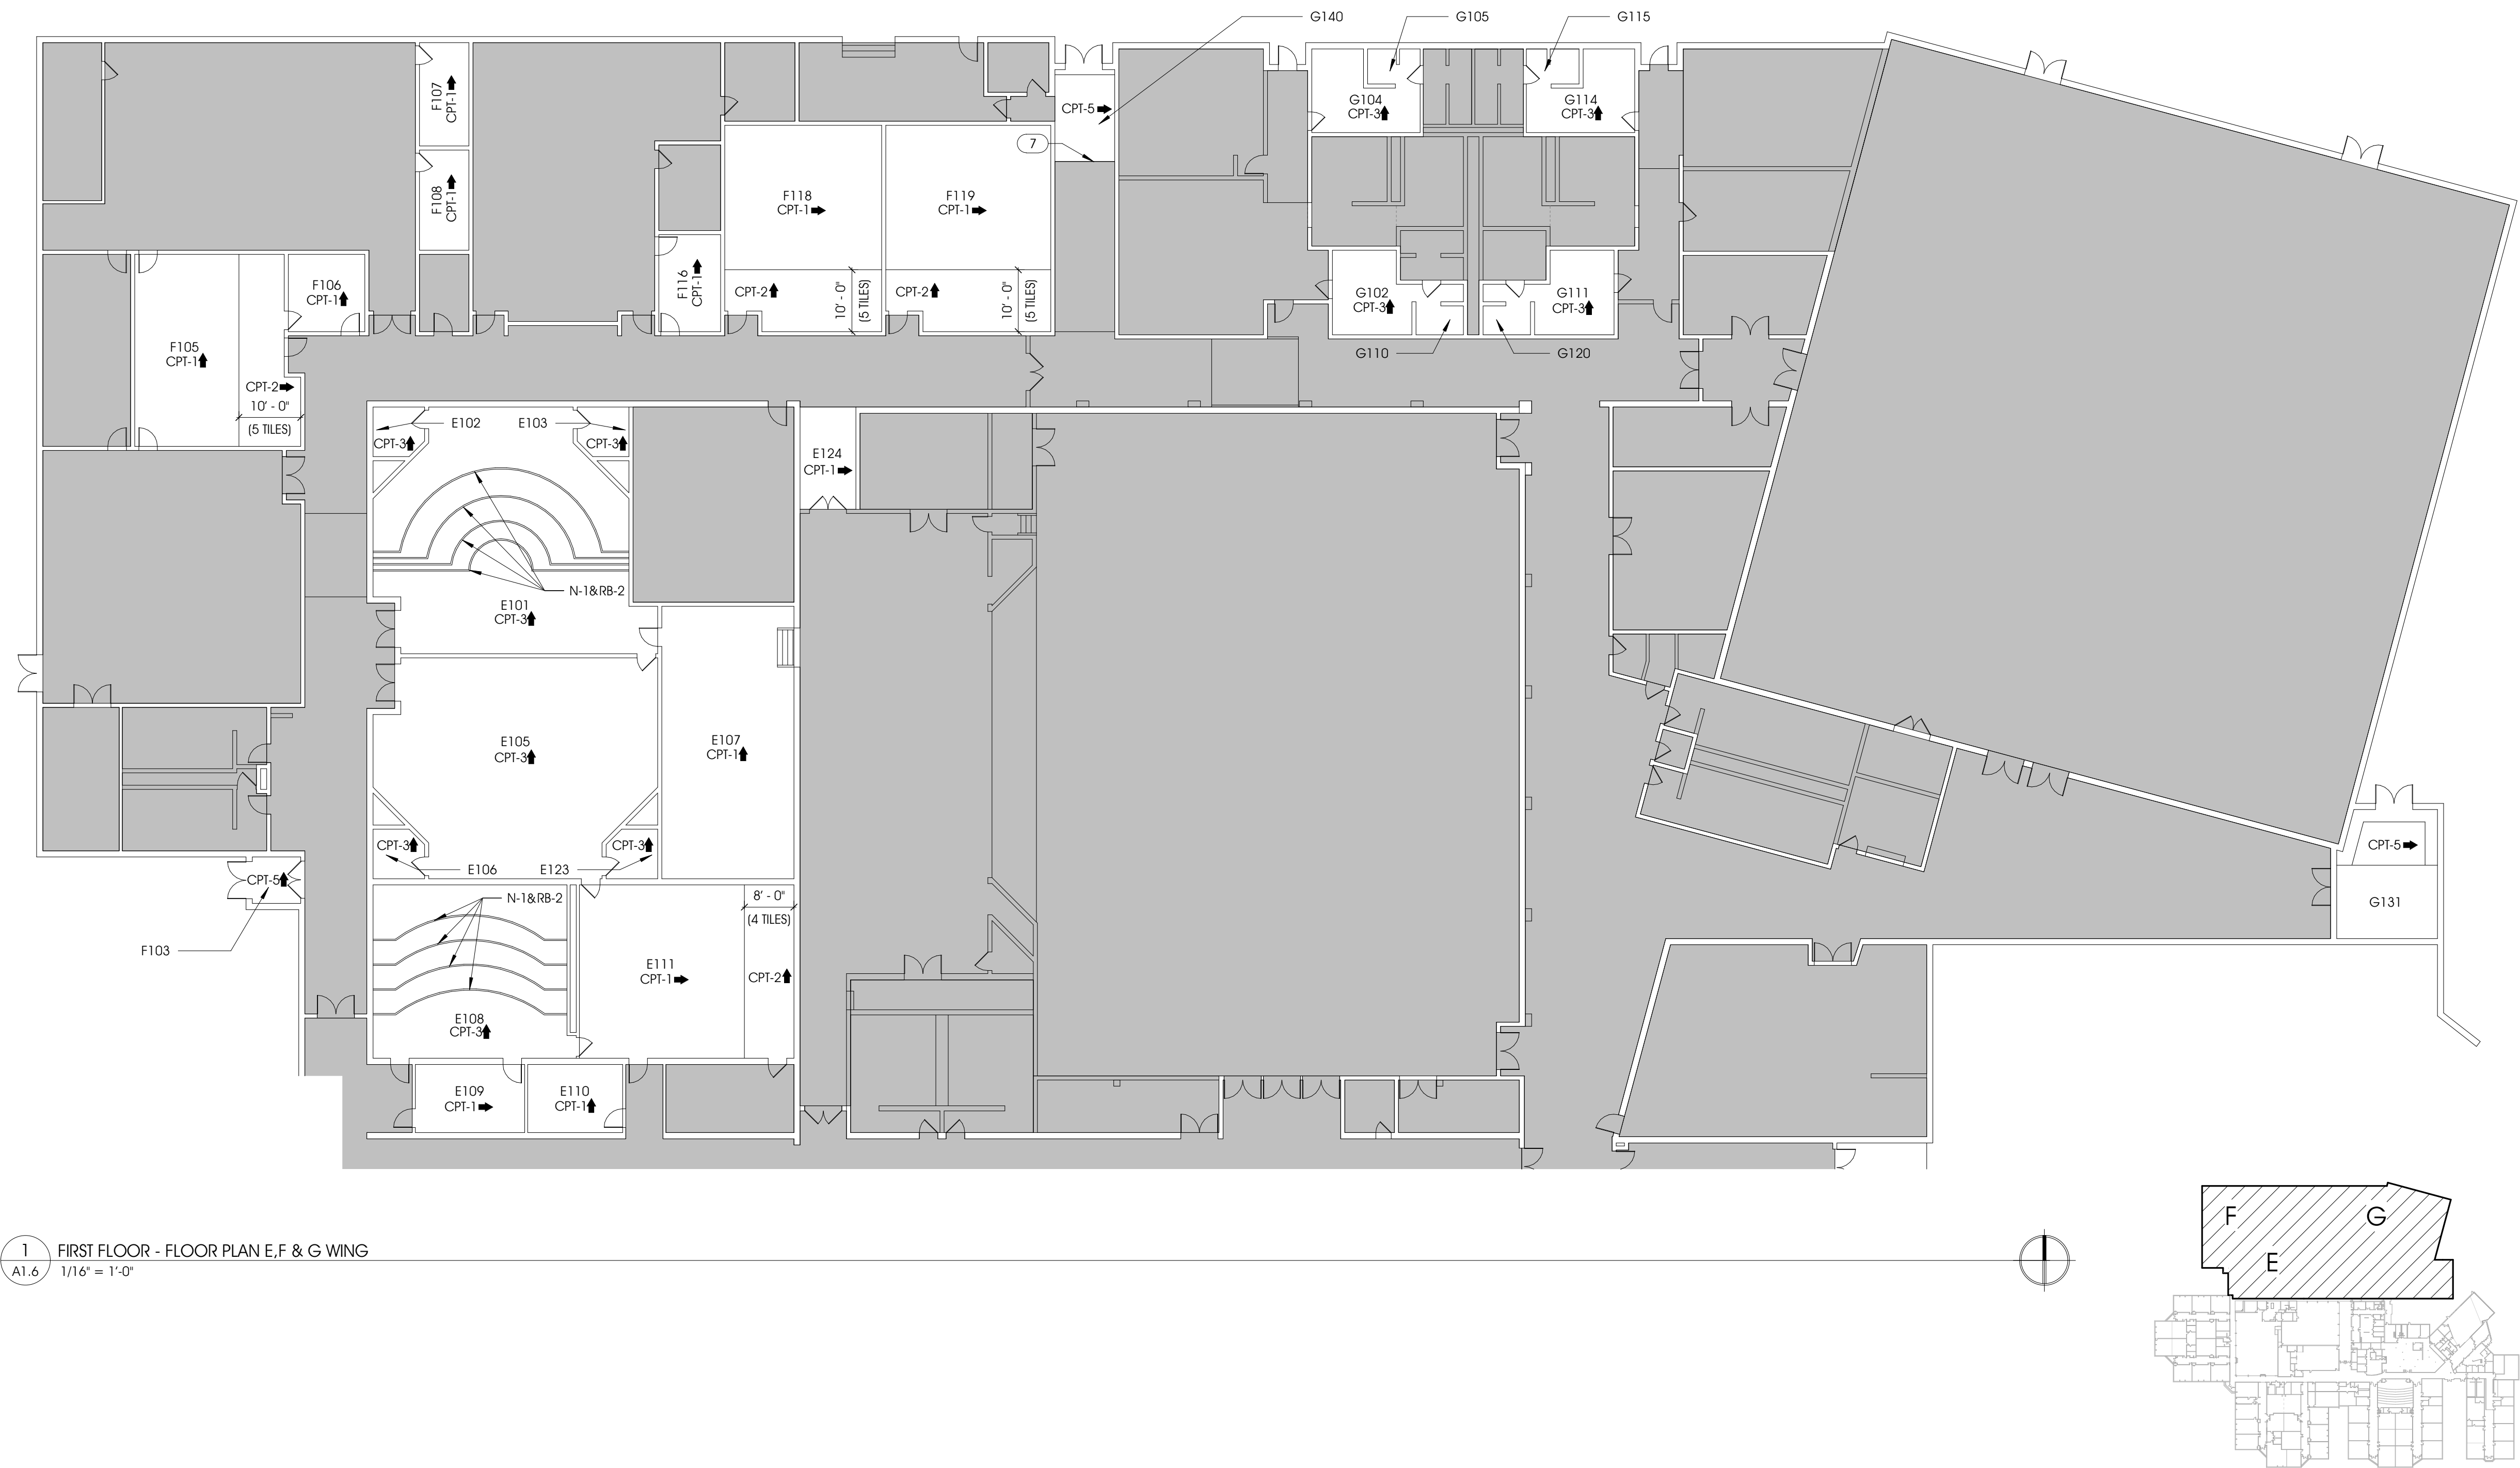 G140
G105
G115
F107
CPT-1
G104
CPT-3
G114
CPT-3
CPT-5
7
F108
CPT-1
F118
CPT-1
F119
CPT-1
F106
CPT-1
F116
CPT-1
CPT-2
10' - 0"
(5 TILES)
CPT-2
10' - 0"
(5 TILES)
G102
CPT-3
G111
CPT-3
G110
G120
F105
CPT-1
CPT-2
10' - 0"
(5 TILES)
E102
E103
CPT-3
CPT-3
E124
CPT-1
N-1&RB-2
E101
CPT-3
E105
CPT-3
E107
CPT-1
CPT-3
CPT-3
E106
E123
CPT-5
CPT-5
G131
F103
N-1&RB-2
8' - 0"
(4 TILES)
E111
CPT-1
CPT-2
E108
CPT-3
E109
CPT-1
E110
CPT-1
F
G
E
1
FIRST FLOOR - FLOOR PLAN E,F & G WING
A1.6
1/16" = 1'-0"